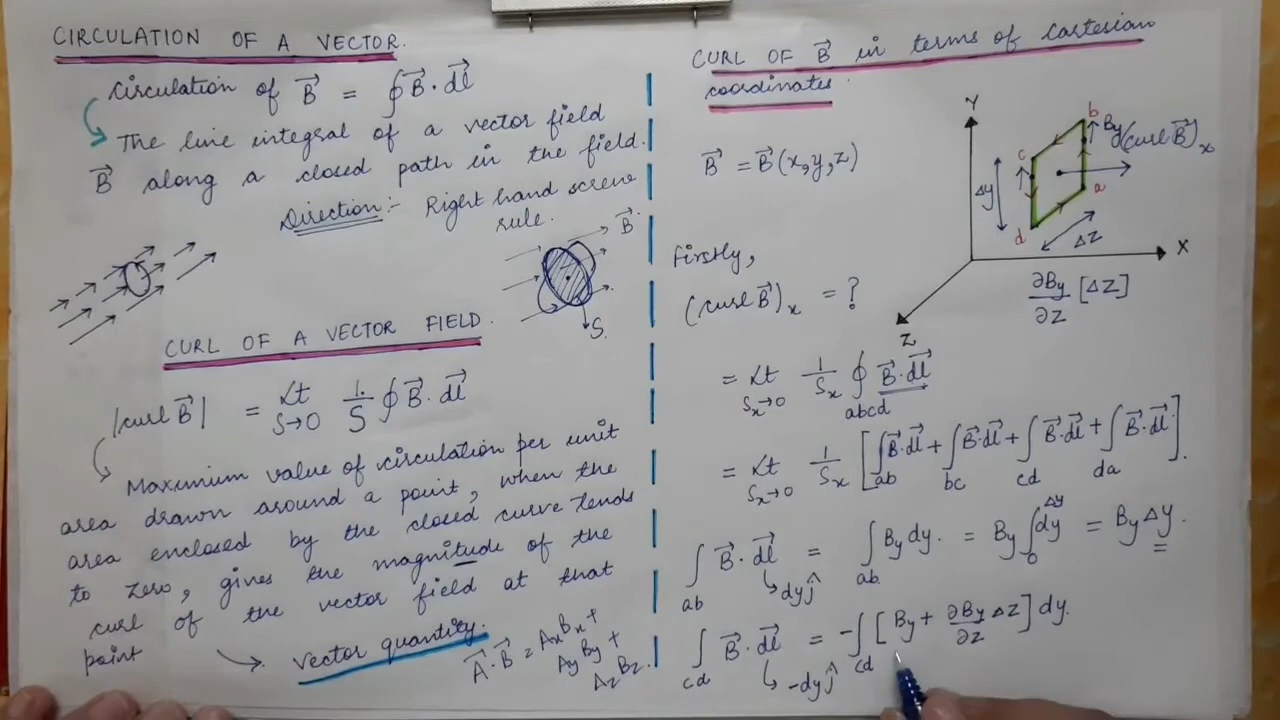 CIRCULATION OF A VECTOR.
Circulation of B⃗ = ∮B⃗·dl⃗
The line integral of a vector field
B⃗ along a closed path in the field.
Direction:- Right hand screw
rule.
B⃗
S.
CURL OF A VECTOR FIELD.
|curl B⃗| = Lt S→0 1/S ∮B⃗·dl⃗
Maximum value of circulation per unit
area drawn around a point, when the
area enclosed by the closed curve tends
to zero, gives the magnitude of the
curl of the vector field at that
point
Vector quantity.
A⃗·B⃗ = AxBx +
AyBy +
AzBz.
CURL OF B⃗ in terms of cartesian
coordinates.
B⃗ = B⃗(x,y,z)
Y
b
By
(curl B⃗)x
c
Δy
a
d
Δz
X
Z
∂By/∂z [Δz]
Firstly,
(curl B⃗)x = ?
= Lt Sx→0 1/Sx ∮abcd B⃗·dl⃗
= Lt Sx→0 1/Sx [∫ab B⃗·dl⃗ + ∫bc B⃗·dl⃗ + ∫cd B⃗·dl⃗ + ∫da B⃗·dl⃗].
∫ab B⃗·dl⃗ = ∫ab By dy. = By ∫0^Δy dy = By Δy.
dyĵ
∫cd B⃗·dl⃗ = -∫cd [By + ∂By/∂z Δz] dy.
-dyĵ